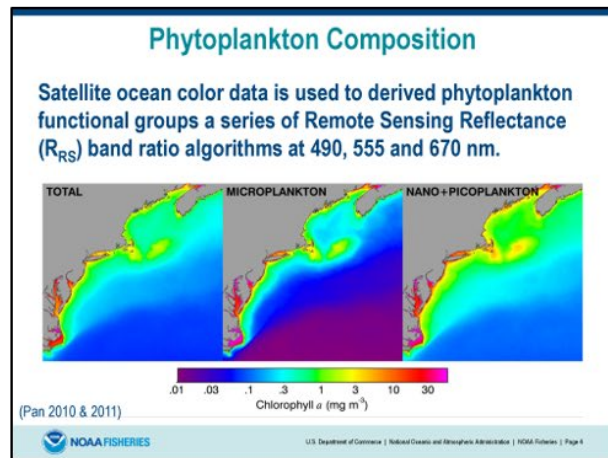 Phytoplankton Composition
Satellite ocean color data is used to derived phytoplankton
functional groups a series of Remote Sensing Reflectance
(RRS) band ratio algorithms at 490, 555 and 670 nm.
TOTAL
MICROPLANKTON
NANO+PICOPLANKTON
.01 .03 .1 .3 1 3 10 30
Chlorophyll a (mg m-3)
(Pan 2010 & 2011)
NOAA FISHERIES
U.S. Department of Commerce | National Oceanic and Atmospheric Administration | NOAA Fisheries | Page 6